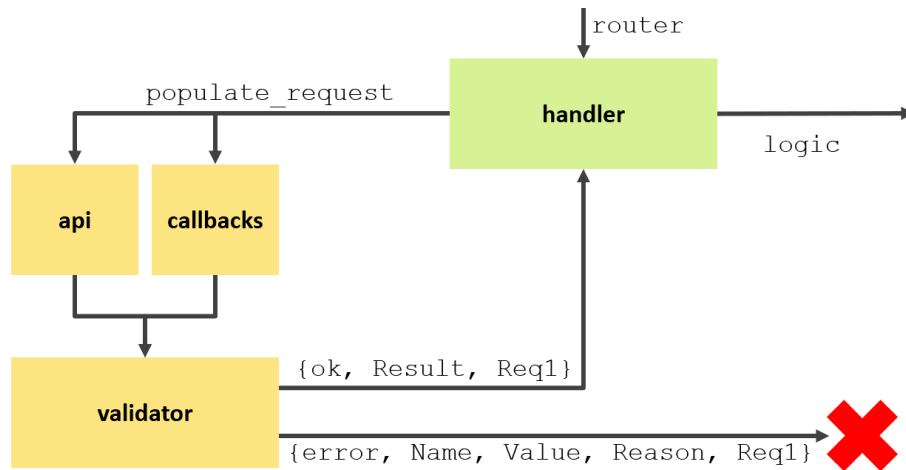 router
populate_request
handler
logic
api
callbacks
{ok, Result, Req1}
validator
{error, Name, Value, Reason, Req1}